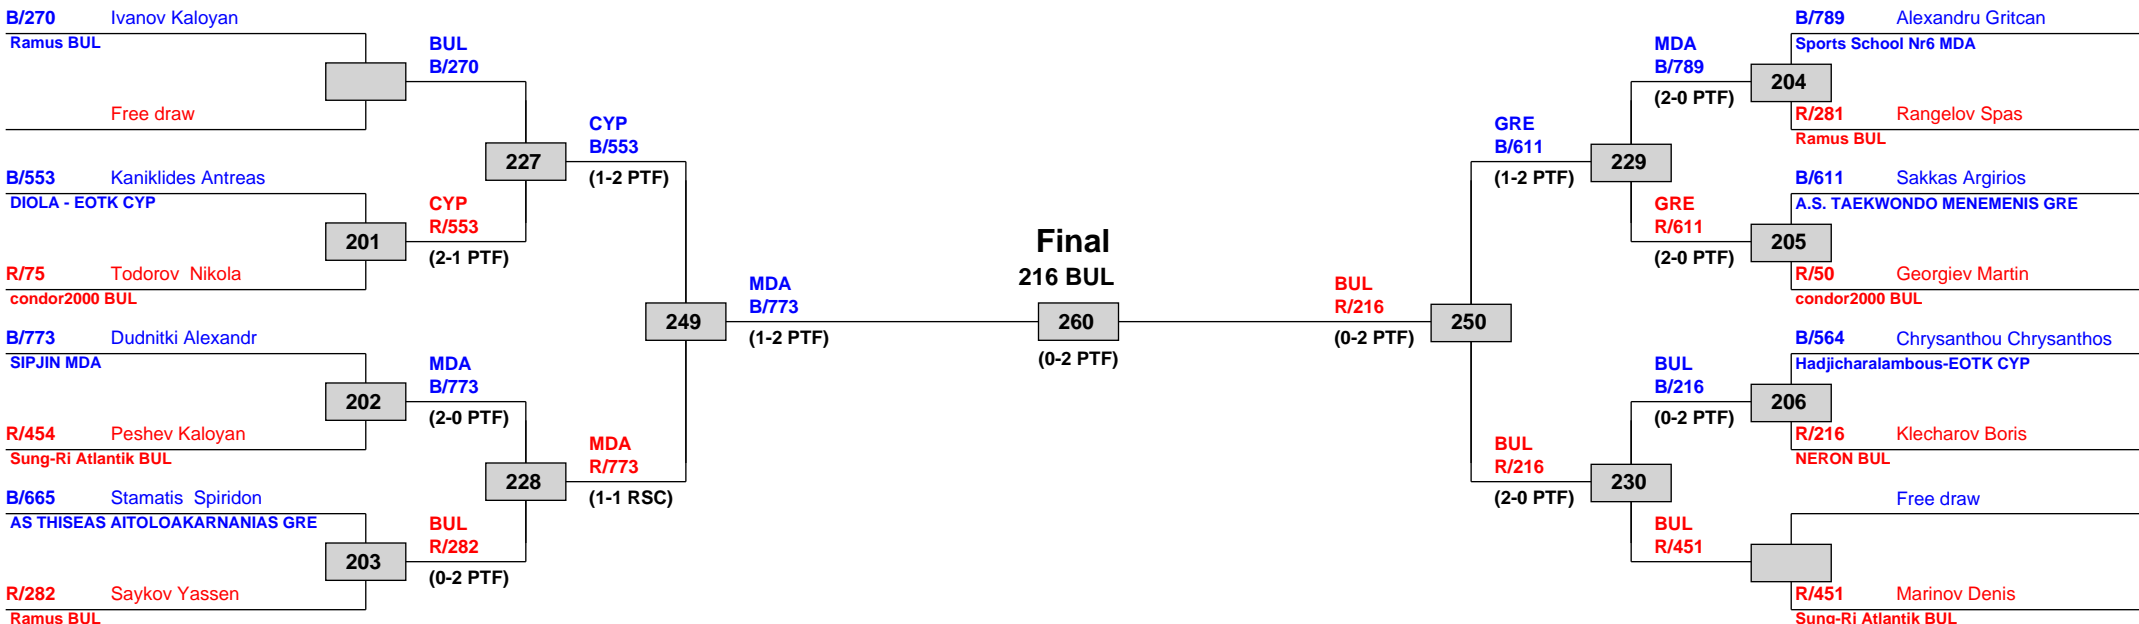 B/270 Ivanov Kaloyan
Ramus BUL
Free draw
B/553 Kaniklides Antreas
DIOLA - EOTK CYP
201
R/75 Todorov Nikola
condor2000 BUL
B/773 Dudnitki Alexandr
SIPJIN MDA
202
R/454 Peshev Kaloyan
Sung-Ri Atlantik BUL
B/665 Stamatis Spiridon
AS THISEAS AITOLOAKARNANIAS GRE
203
R/282 Saykov Yassen
Ramus BUL
BUL
B/270
227
CYP
R/553
(2-1 PTF)
MDA
B/773
(2-0 PTF)
228
BUL
R/282
(0-2 PTF)
CYP
B/553
(1-2 PTF)
249
MDA
R/773
(1-1 RSC)
MDA
B/773
(1-2 PTF)
Final
216 BUL
260
(0-2 PTF)
BUL
R/216
(0-2 PTF)
250
GRE
B/611
(1-2 PTF)
229
BUL
R/216
(2-0 PTF)
230
MDA
B/789
(2-0 PTF)
GRE
R/611
(2-0 PTF)
BUL
B/216
(0-2 PTF)
BUL
R/451
B/789 Alexandru Gritcan
Sports School Nr6 MDA
204
R/281 Rangelov Spas
Ramus BUL
B/611 Sakkas Argirios
A.S. TAEKWONDO MENEMENIS GRE
205
R/50 Georgiev Martin
condor2000 BUL
B/564 Chrysanthou Chrysanthos
Hadjicharalambous-EOTK CYP
206
R/216 Klecharov Boris
NERON BUL
Free draw
R/451 Marinov Denis
Sung-Ri Atlantik BUL